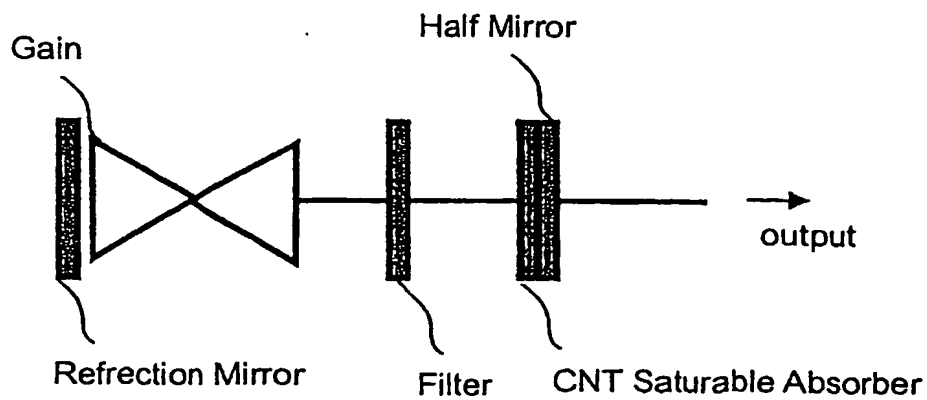 Half Mirror
Gain
output
Refrection Mirror
Filter
CNT Saturable Absorber